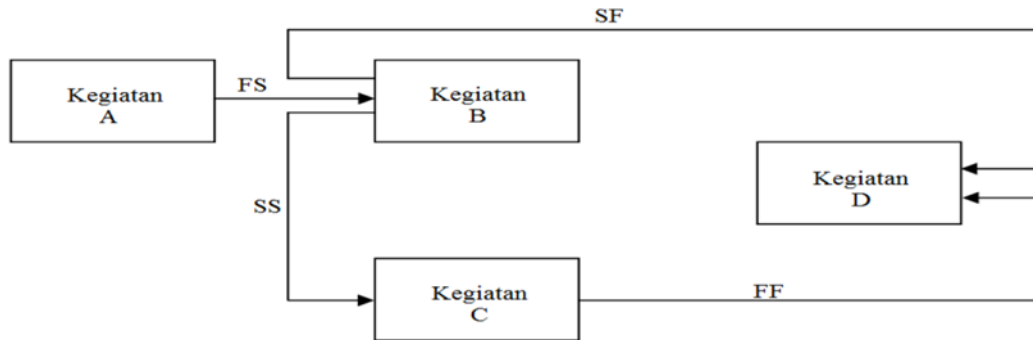 SF
Kegiatan
A
FS
Kegiatan
B
Kegiatan
D
SS
Kegiatan
C
FF